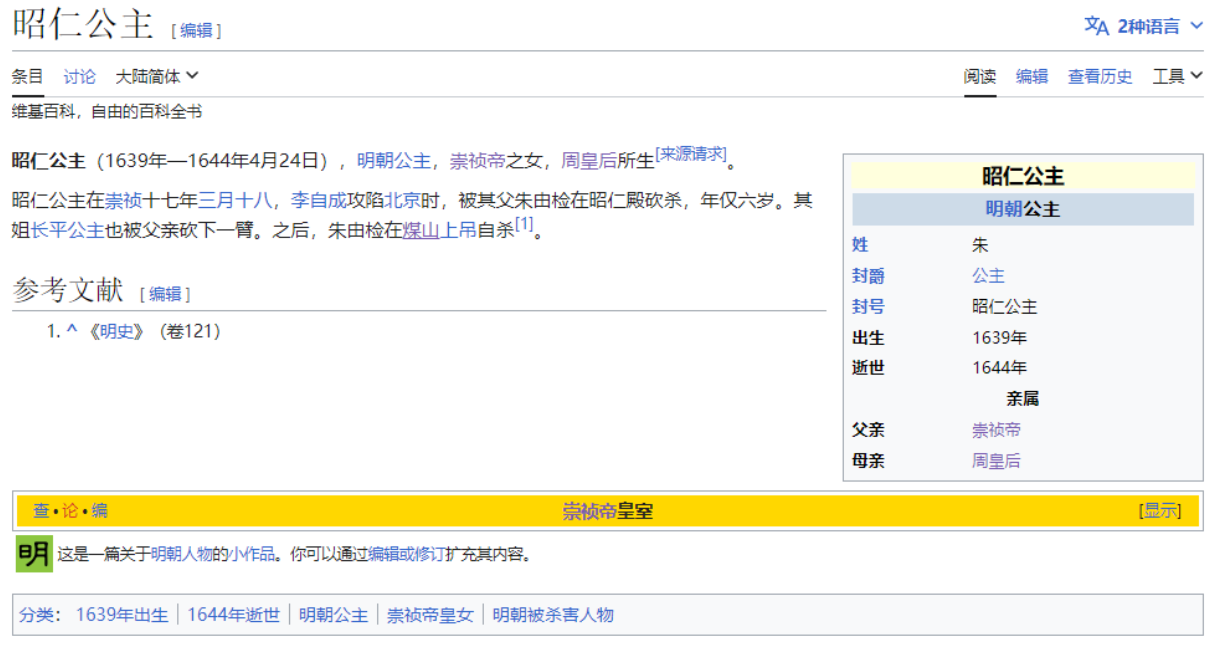 昭仁公主 [编辑]
文A 2种语言
条目 讨论 大陆简体
阅读 编辑 查看历史 工具
维基百科，自由的百科全书
昭仁公主（1639年—1644年4月24日），明朝公主，崇祯帝之女，周皇后所生[来源请求]。
昭仁公主在崇祯十七年三月十八，李自成攻陷北京时，被其父朱由检在昭仁殿砍杀，年仅六岁。其
姐长平公主也被父亲砍下一臂。之后，朱由检在煤山上吊自杀[1]。
参考文献 [编辑]
1. ^ 《明史》（卷121）
昭仁公主
明朝公主
姓 朱
封爵 公主
封号 昭仁公主
出生 1639年
逝世 1644年
亲属
父亲 崇祯帝
母亲 周皇后
查·论·编 崇祯帝皇室 [显示]
明 这是一篇关于明朝人物的小作品。你可以通过编辑或修订扩充其内容。
分类： 1639年出生 | 1644年逝世 | 明朝公主 | 崇祯帝皇女 | 明朝被杀害人物